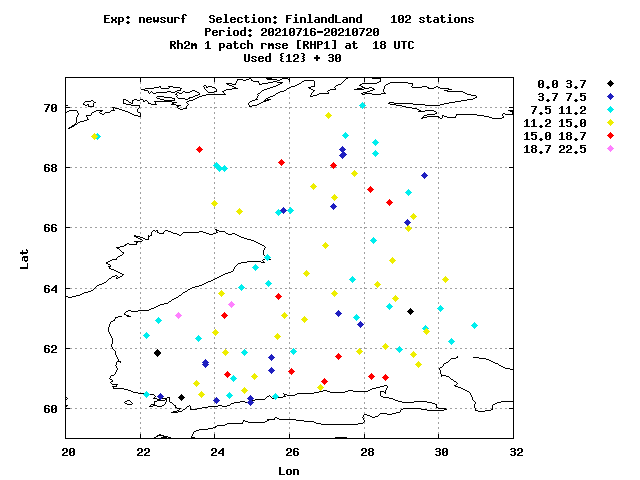 Exp: newsurf   Selection: FinlandLand    102 stations
Period: 20210716-20210720
Rh2m 1 patch rmse [RHP1] at  18 UTC
Used {12} + 30
0.0 3.7
3.7 7.5
7.5 11.2
11.2 15.0
15.0 18.7
18.7 22.5
70
68
66
64
62
60
Lat
20 22 24 26 28 30 32
Lon